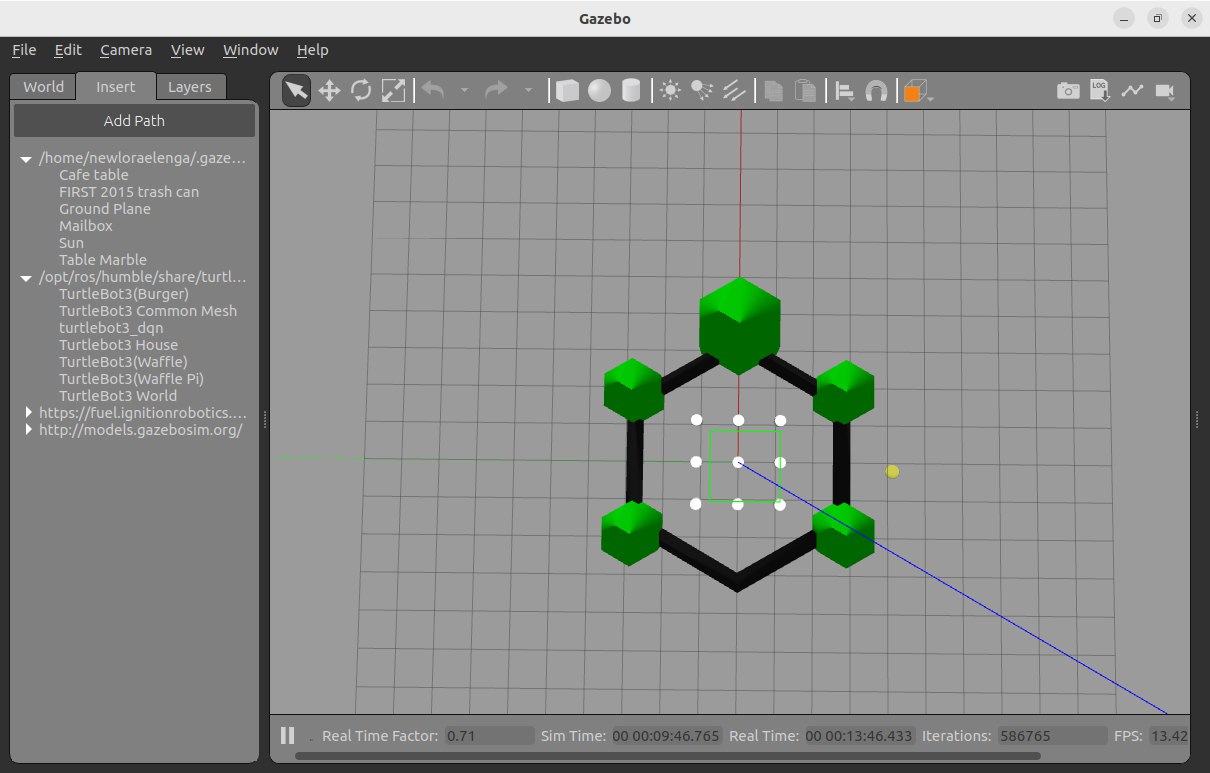 Gazebo
File Edit Camera View Window Help
World Insert Layers
LOG
Add Path
/home/newloraelenga/.gaze...
Cafe table
FIRST 2015 trash can
Ground Plane
Mailbox
Sun
Table Marble
/opt/ros/humble/share/turtl...
TurtleBot3(Burger)
TurtleBot3 Common Mesh
turtlebot3_dqn
Turtlebot3 House
TurtleBot3(Waffle)
TurtleBot3(Waffle Pi)
TurtleBot3 World
https://fuel.ignitionrobotics....
http://models.gazebosim.org/
Real Time Factor: 0.71 Sim Time: 00 00:09:46.765 Real Time: 00 00:13:46.433 Iterations: 586765 FPS: 13.42